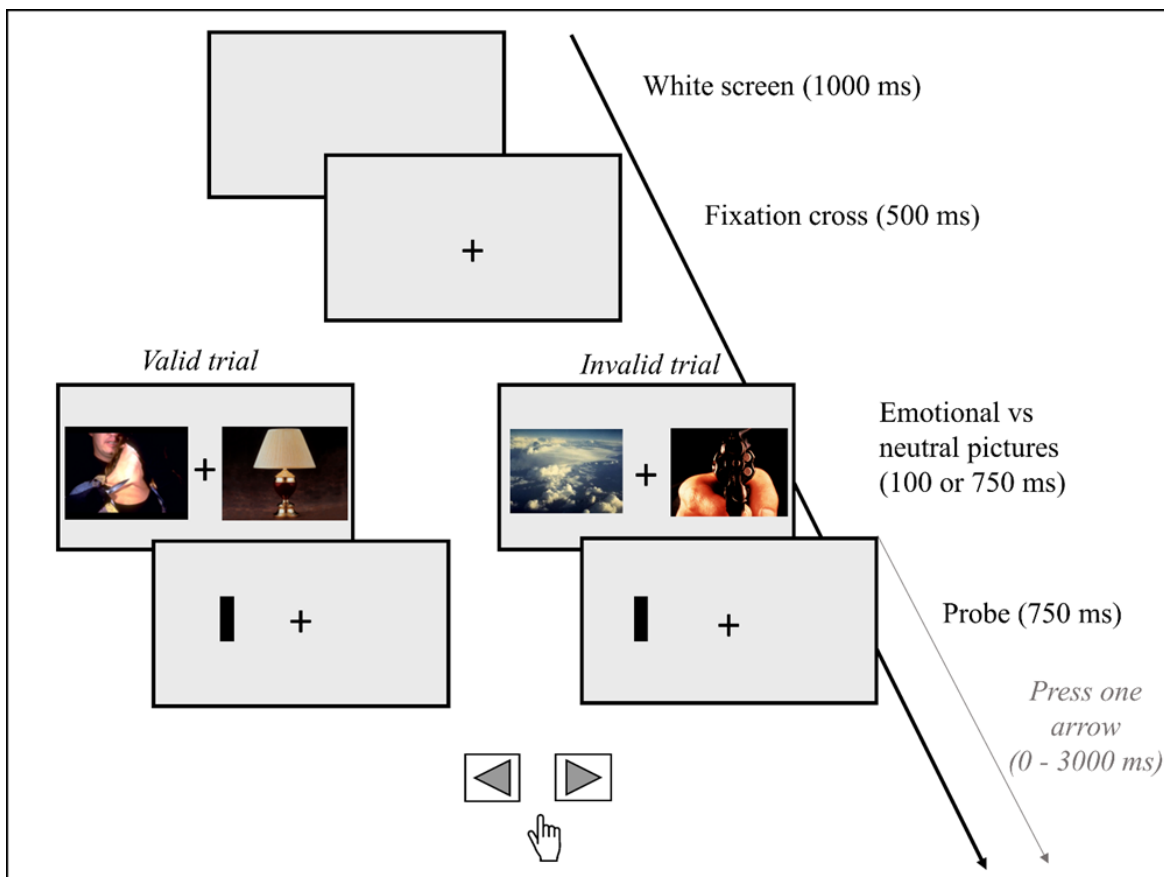 White screen (1000 ms)
Fixation cross (500 ms)
Valid trial
Invalid trial
Emotional vs
neutral pictures
(100 or 750 ms)
Probe (750 ms)
Press one
arrow
(0 - 3000 ms)